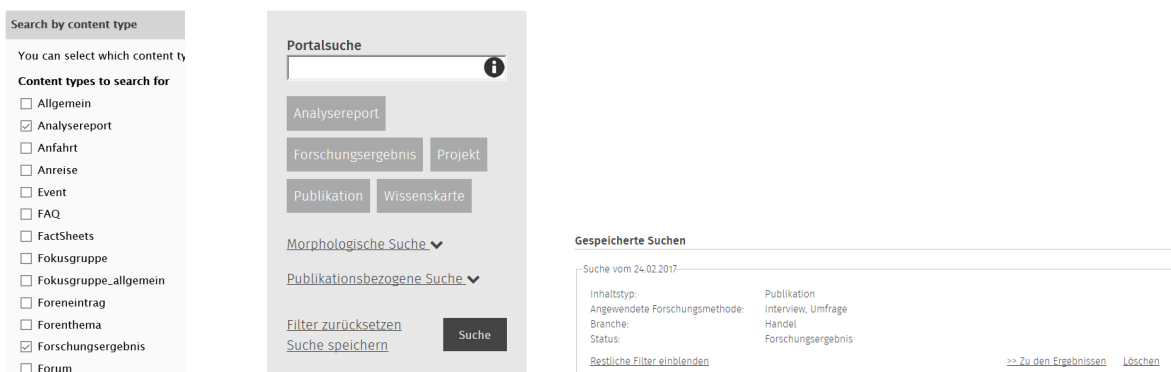 Search by content type
You can select which content ty
Content types to search for
Allgemein
Analysereport
Anfahrt
Anreise
Event
FAQ
FactSheets
Fokusgruppe
Fokusgruppe_allgemein
Foreneintrag
Forenthema
Forschungsergebnis
Forum
Portalsuche
Analysereport
Forschungsergebnis Projekt
Publikation Wissenskarte
Morphologische Suche
Publikationsbezogene Suche
Filter zurücksetzen
Suche speichern
Suche
Gespeicherte Suchen
Suche vom 24.02.2017
Inhaltstyp: Publikation
Angewendete Forschungsmethode: Interview, Umfrage
Branche: Handel
Status: Forschungsergebnis
Restliche Filter einblenden >> Zu den Ergebnissen Löschen